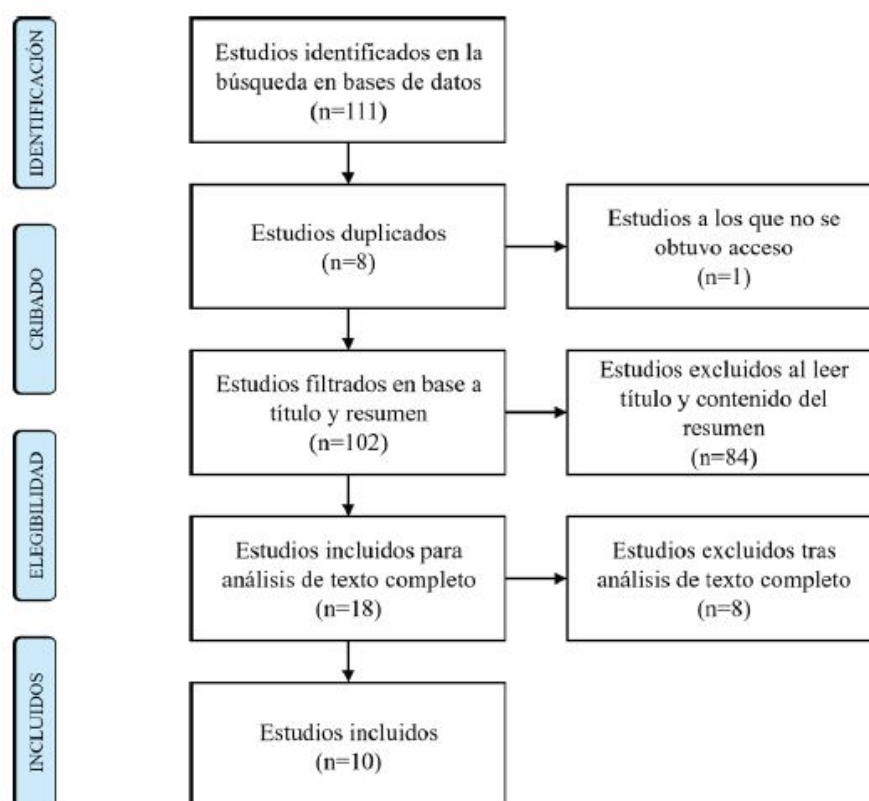 IDENTIFICACIÓN
Estudios identificados en la
búsqueda en bases de datos
(n=111)
Estudios duplicados
(n=8)
Estudios a los que no se
obtuvo acceso
(n=1)
CRIBADO
Estudios filtrados en base a
título y resumen
(n=102)
Estudios excluidos al leer
título y contenido del
resumen
(n=84)
ELEGIBILIDAD
Estudios incluidos para
análisis de texto completo
(n=18)
Estudios excluidos tras
análisis de texto completo
(n=8)
INCLUIDOS
Estudios incluidos
(n=10)